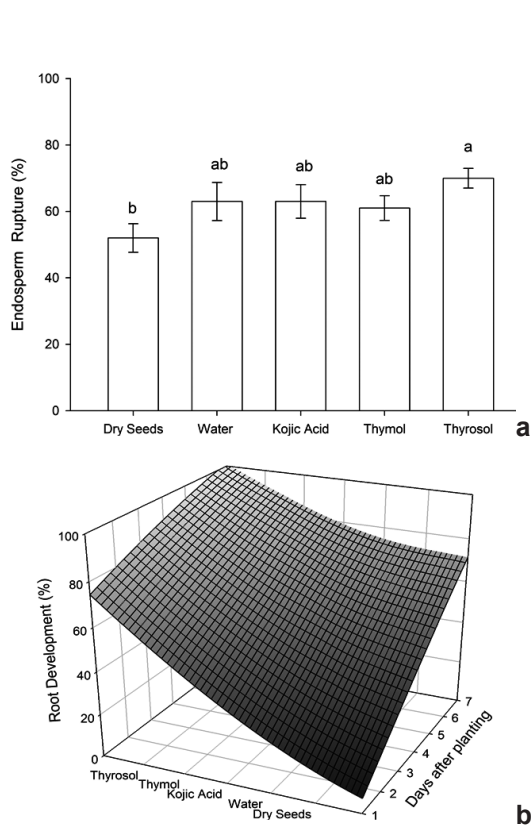 100
80
60
40
20
0
Endosperm Rupture (%)
b
ab
ab
ab
a
Dry Seeds Water Kojic Acid Thymol Thyrosol
a
100
80
60
40
20
0
Root Development (%)
Thyrosol
Thymol
Kojic Acid
Water
Dry Seeds
1
2
3
4
5
6
7
Days after planting
b